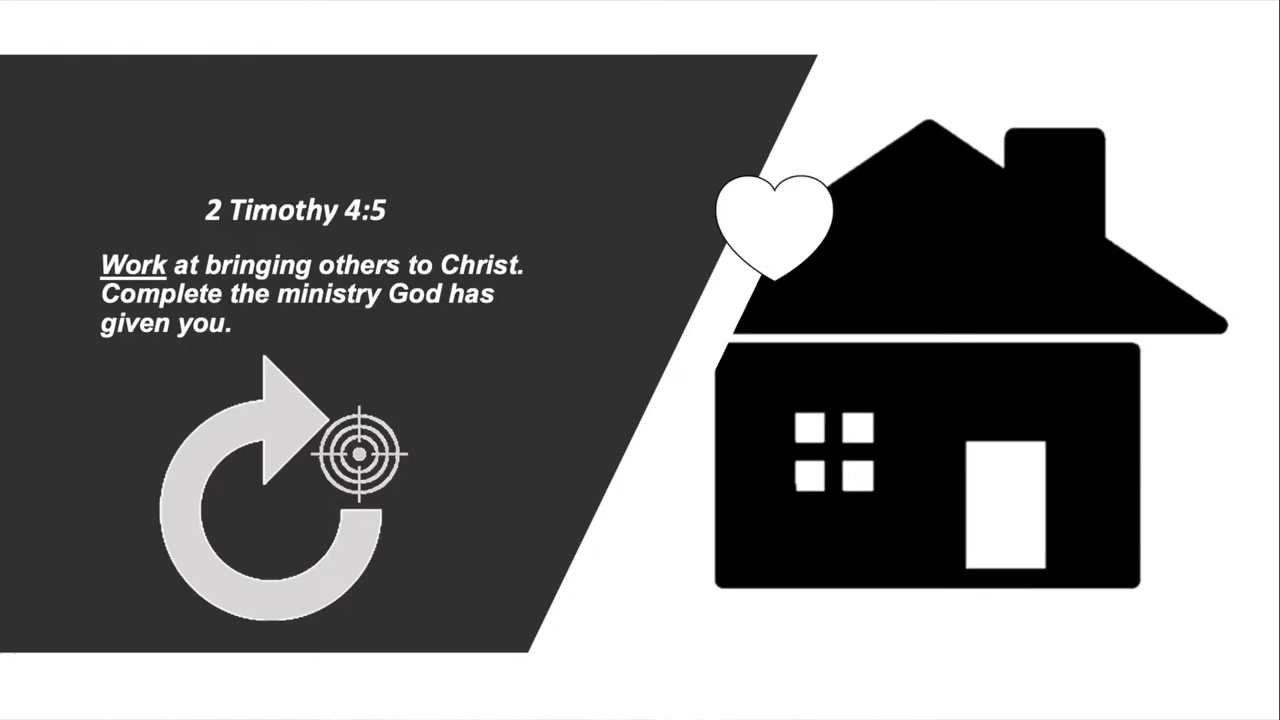 2 Timothy 4:5
Work at bringing others to Christ.
Complete the ministry God has
given you.